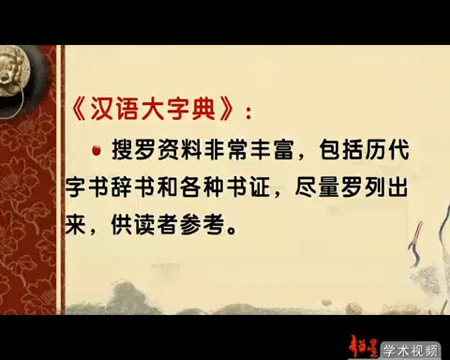 《汉语大字典》：
搜罗资料非常丰富，包括历代
字书辞书和各种书证，尽量罗列出
来，供读者参考。
超星学术视频